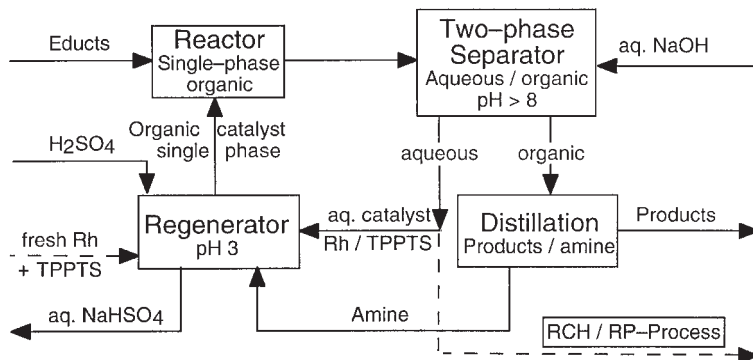 Educts
Reactor
Single–phase
organic
Two–phase
Separator
Aqueous / organic
pH > 8
aq. NaOH
H2SO4
Organic catalyst
single phase
aqueous
organic
fresh Rh
+ TPPTS
Regenerator
pH 3
aq. catalyst
Rh / TPPTS
Distillation
Products / amine
Products
aq. NaHSO4
Amine
RCH / RP–Process